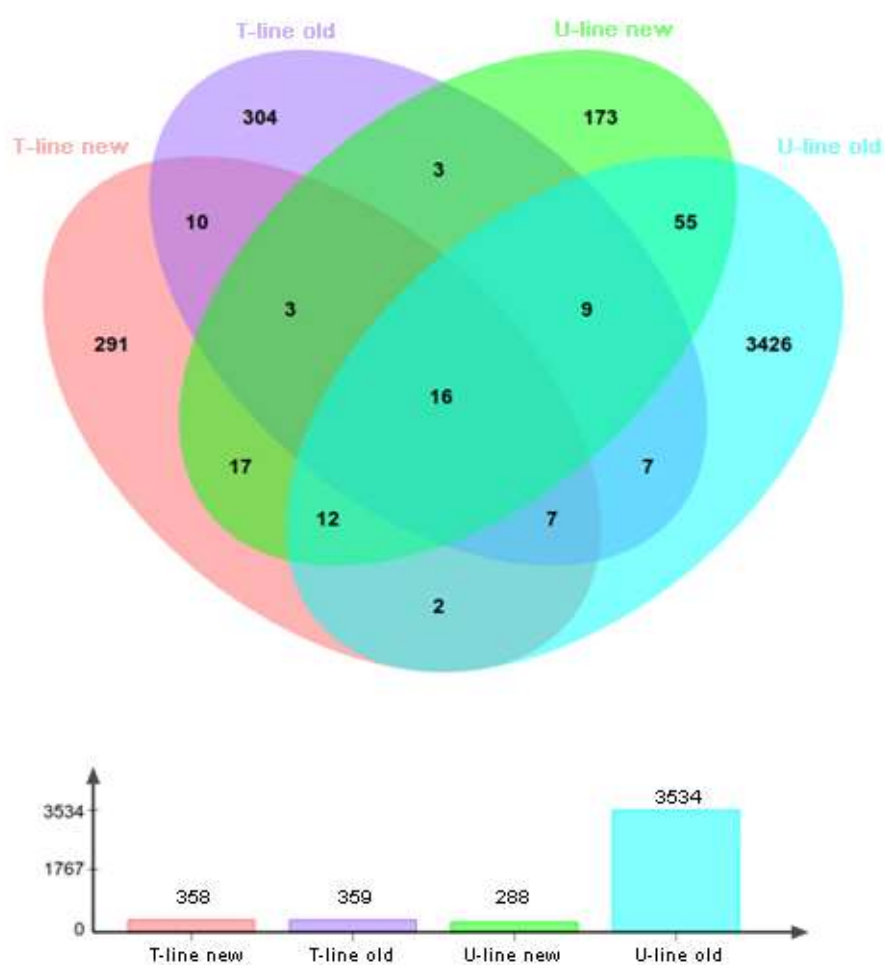 T-line old
U-line new
304
173
T-line new
U-line old
3
10
55
3
9
291
3426
16
17
7
12
7
2
3534
1767
0
358
359
288
3534
T-line new
T-line old
U-line new
U-line old